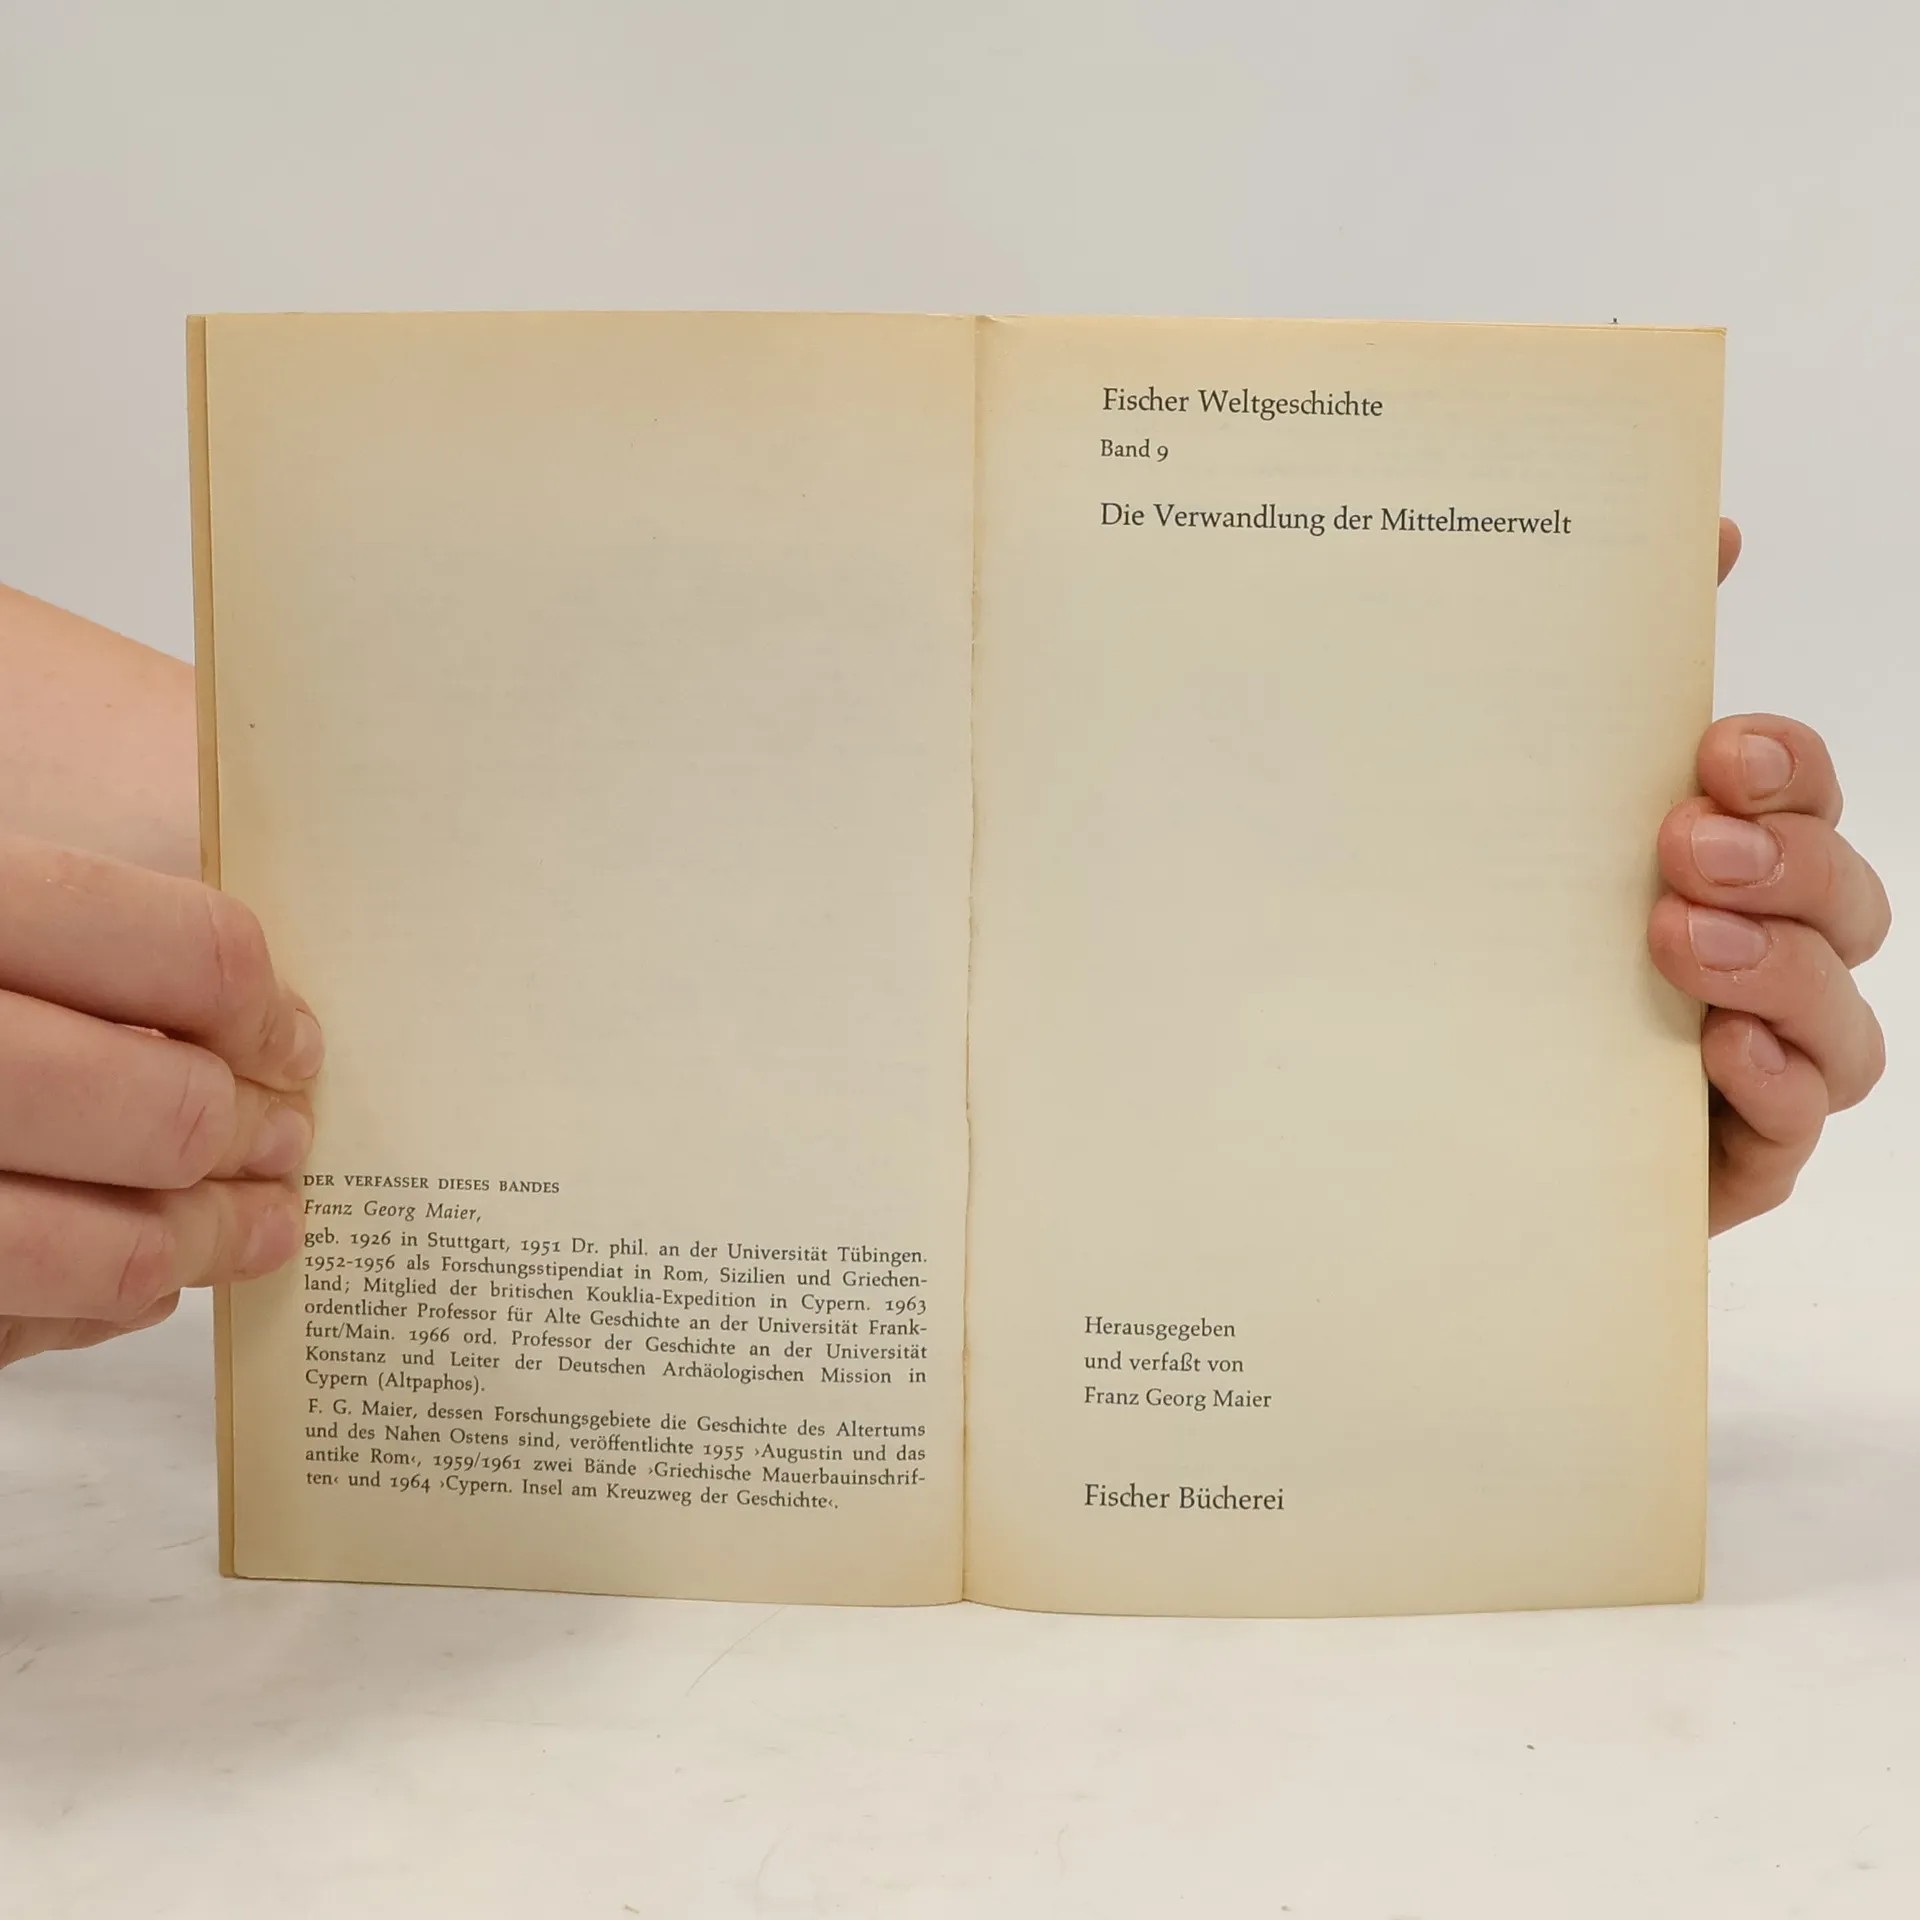 DER VERFASSER DIESES BANDES
Franz Georg Maier,
geb. 1926 in Stuttgart, 1951 Dr. phil. an der Universität Tübingen.
1952-1956 als Forschungsstipendiat in Rom, Sizilien und Griechen-
land; Mitglied der britischen Kouklia-Expedition in Cypern. 1963
ordentlicher Professor für Alte Geschichte an der Universität Frank-
furt/Main. 1966 ord. Professor der Geschichte an der Universität
Konstanz und Leiter der Deutschen Archäologischen Mission in
Cypern (Altpaphos).
F. G. Maier, dessen Forschungsgebiete die Geschichte des Altertums
und des Nahen Ostens sind, veröffentlichte 1955 ›Augustin und das
antike Rom‹, 1959/1961 zwei Bände ›Griechische Mauerbauinschrif-
ten‹ und 1964 ›Cypern. Insel am Kreuzweg der Geschichte‹.
Fischer Weltgeschichte
Band 9
Die Verwandlung der Mittelmeerwelt
Herausgegeben
und verfaßt von
Franz Georg Maier
Fischer Bücherei